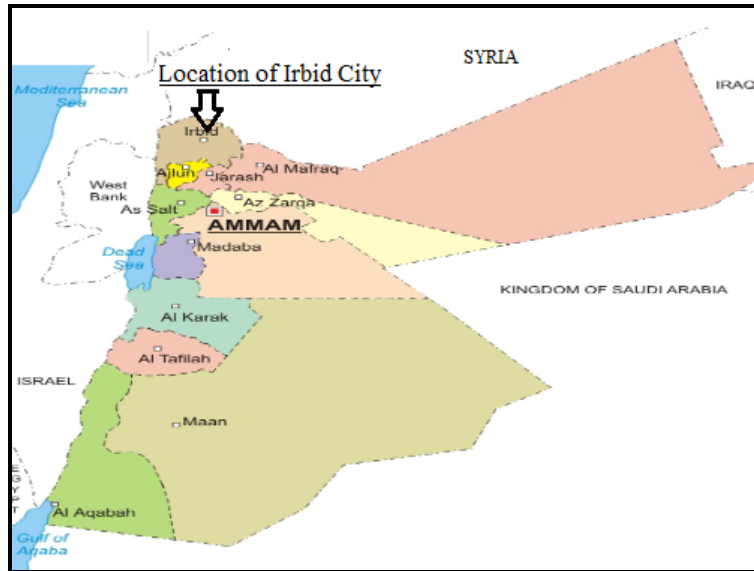 SYRIA
Location of Irbid City
IRAQ
Mediterranean
Sea
Irbid
Ajlun
Jarash
Al Mafraq
West
Bank
As Salt
Az Zarqa
AMMAM
Dead
Sea
Madaba
KINGDOM OF SAUDI ARABIA
Al Karak
Al Tafilah
ISRAEL
Maan
EGYPT
Al Aqabah
Gulf of
Aqaba